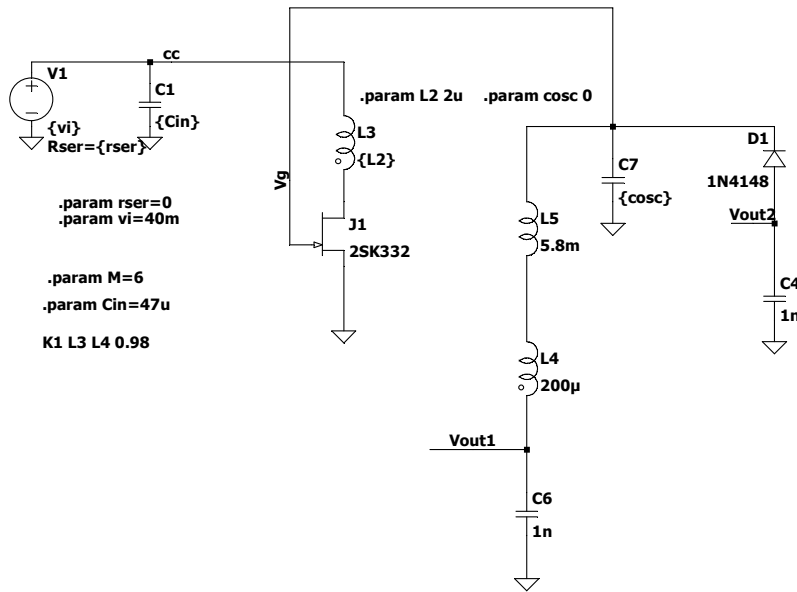 cc
V1
C1
{Cin}
{vi}
Rser={rser}
.param L2 2u
.param cosc 0
L3
{L2}
Vg
D1
1N4148
C7
{cosc}
Vout2
.param rser=0
.param vi=40m
J1
2SK332
L5
5.8m
.param M=6
.param Cin=47u
C4
1n
K1 L3 L4 0.98
L4
200µ
Vout1
C6
1n